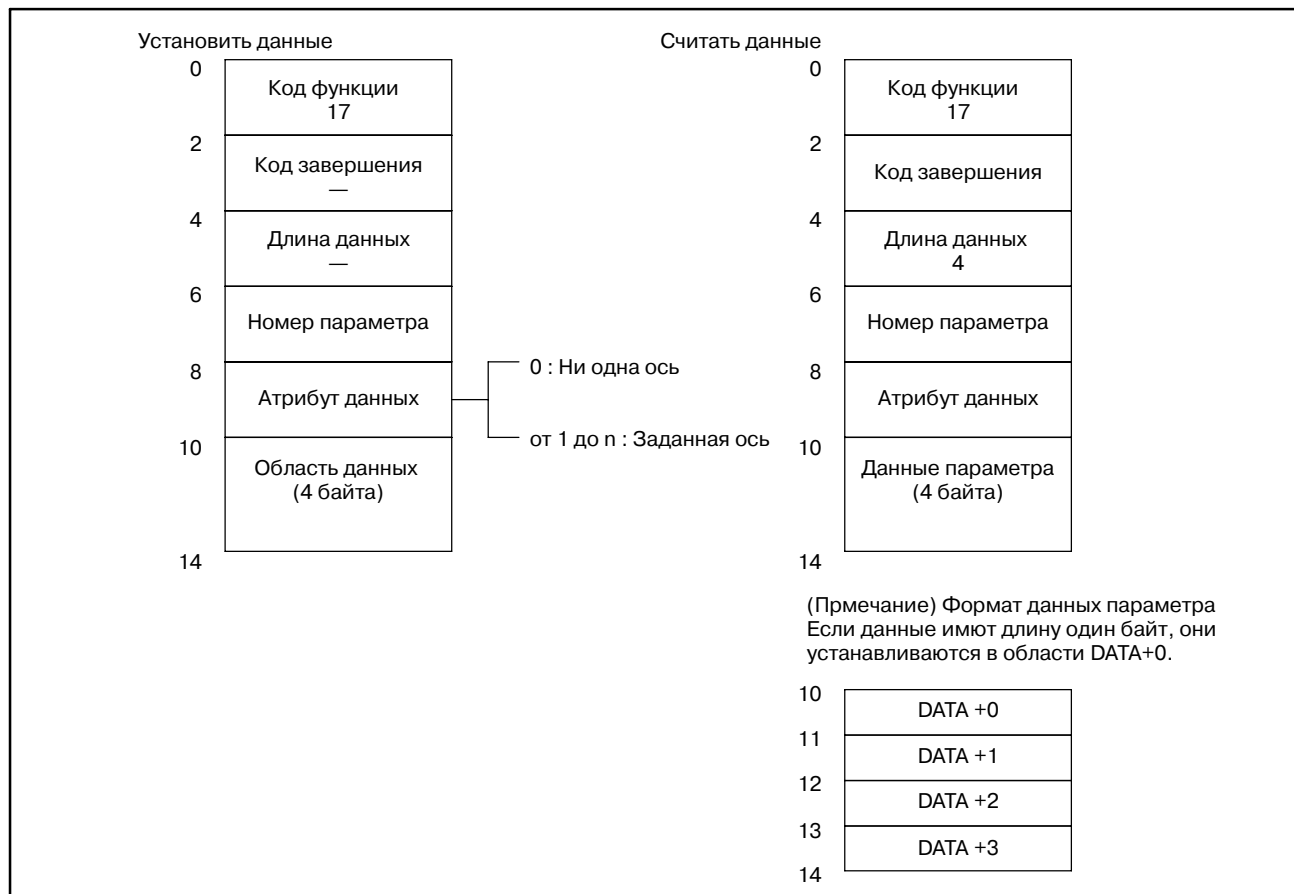 Установить данные
0
Код функции
17
2
Код завершения
—
4
Длина данных
—
6
Номер параметра
8
Атрибут данных
0 : Ни одна ось
от 1 до n : Заданная ось
10
Область данных
(4 байта)
14
Считать данные
0
Код функции
17
2
Код завершения
4
Длина данных
4
6
Номер параметра
8
Атрибут данных
10
Данные параметра
(4 байта)
14
(Прмечание) Формат данных параметра
Если данные имют длину один байт, они
устанавливаются в области DATA+0.
10
DATA +0
11
DATA +1
12
DATA +2
13
DATA +3
14